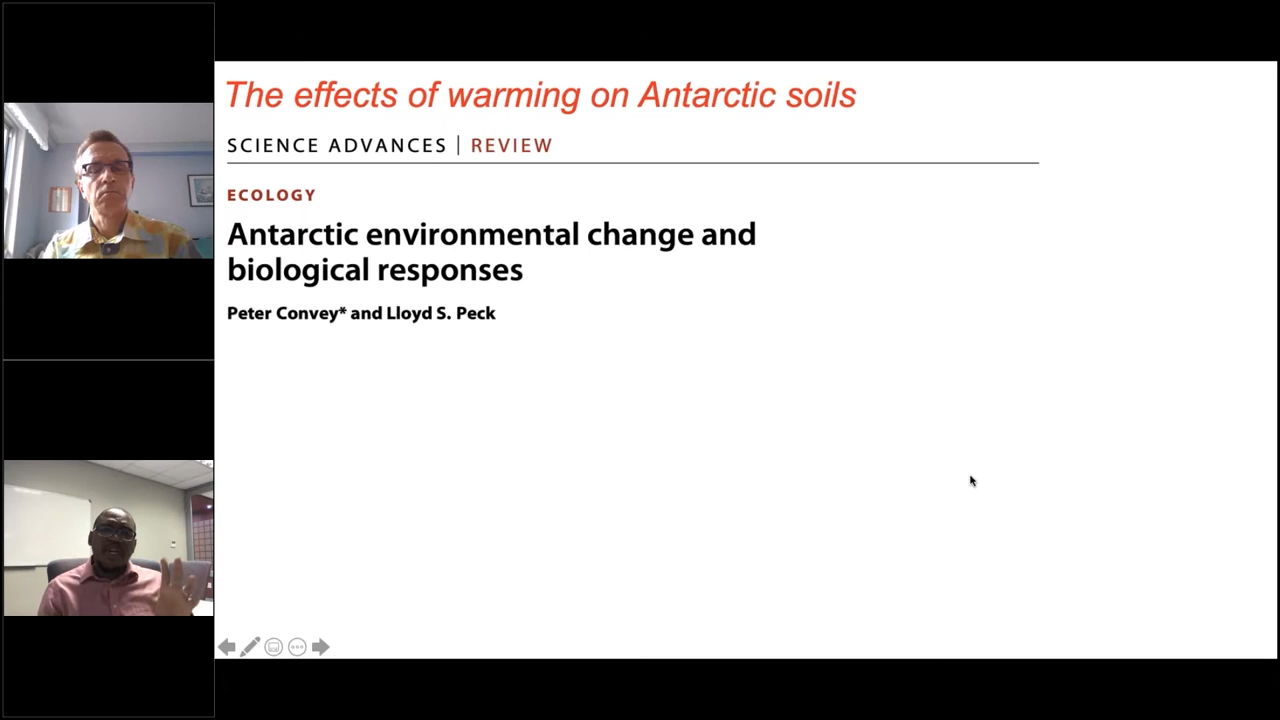 The effects of warming on Antarctic soils
SCIENCE ADVANCES | REVIEW
ECOLOGY
Antarctic environmental change and
biological responses
Peter Convey* and Lloyd S. Peck